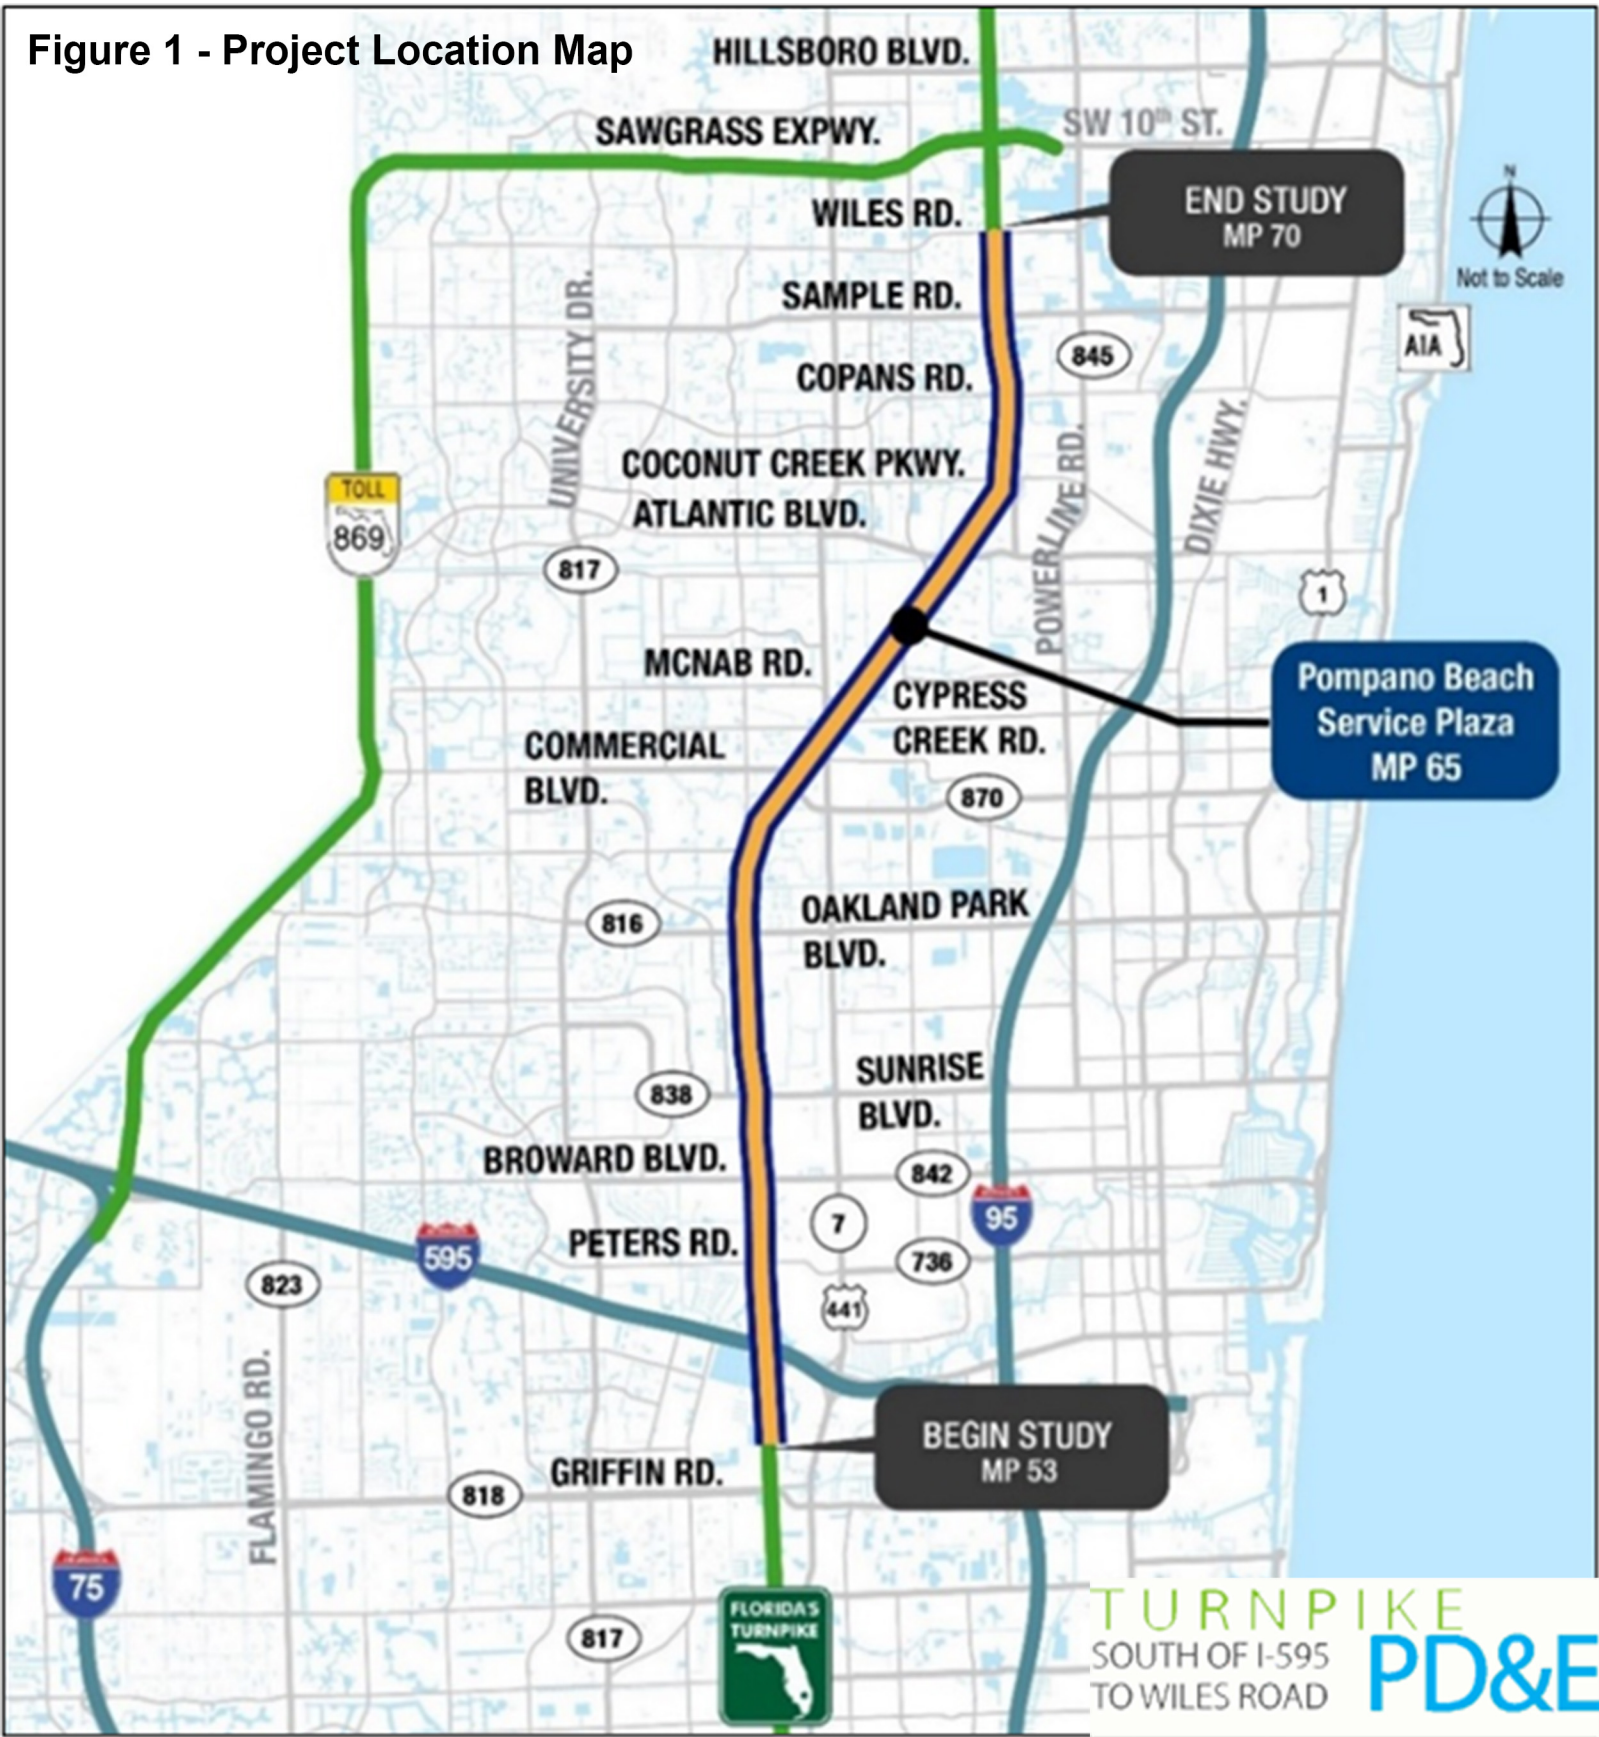 Figure 1 - Project Location Map
HILLSBORO BLVD.
SAWGRASS EXPWY.
SW 10th ST.
WILES RD.
END STUDY
MP 70
N
Not to Scale
SAMPLE RD.
A1A
845
COPANS RD.
UNIVERSITY DR.
DIXIE HWY.
POWERLINE RD.
COCONUT CREEK PKWY.
TOLL
869
ATLANTIC BLVD.
817
1
MCNAB RD.
CYPRESS
CREEK RD.
Pompano Beach
Service Plaza
MP 65
COMMERCIAL
BLVD.
870
816
OAKLAND PARK
BLVD.
SUNRISE
BLVD.
838
BROWARD BLVD.
842
7
95
PETERS RD.
595
736
823
441
FLAMINGO RD.
BEGIN STUDY
MP 53
GRIFFIN RD.
818
75
FLORIDA'S
TURNPIKE
817
TURNPIKE
SOUTH OF I-595
TO WILES ROAD
PD&E